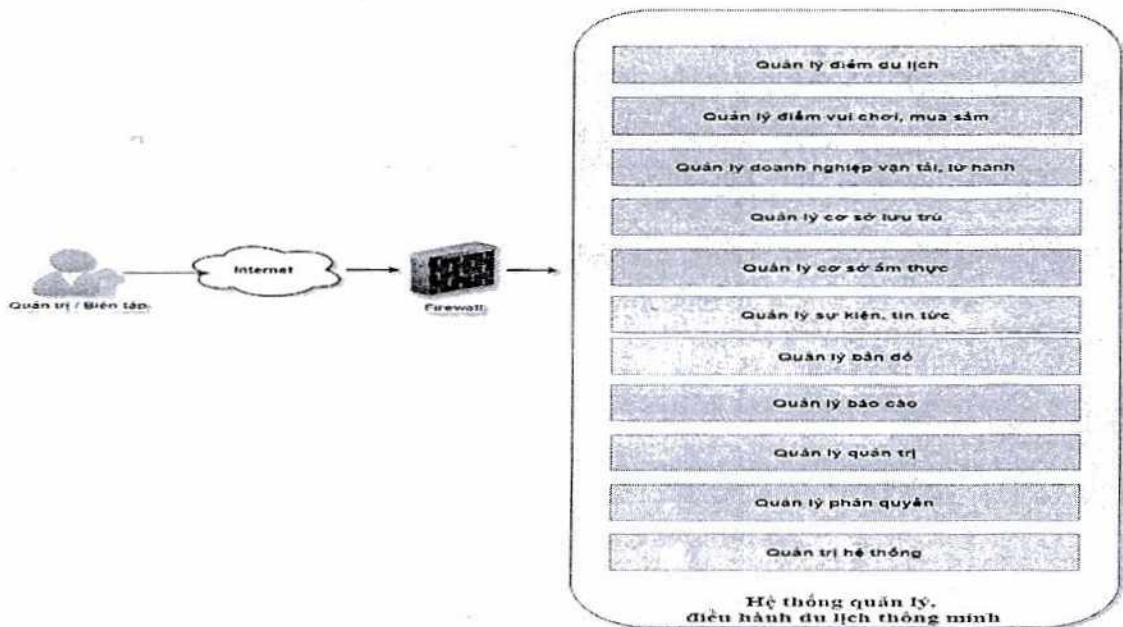 Quản trị / Biên tập
Internet
Firewall
Quản lý điểm du lịch
Quản lý điểm vui chơi, mua sắm
Quản lý doanh nghiệp vận tải, lữ hành
Quản lý cơ sở lưu trú
Quản lý cơ sở ẩm thực
Quản lý sự kiện, tin tức
Quản lý bản đồ
Quản lý báo cáo
Quản lý quản trị
Quản lý phân quyền
Quản trị hệ thống
Hệ thống quản lý,
điều hành du lịch thông minh